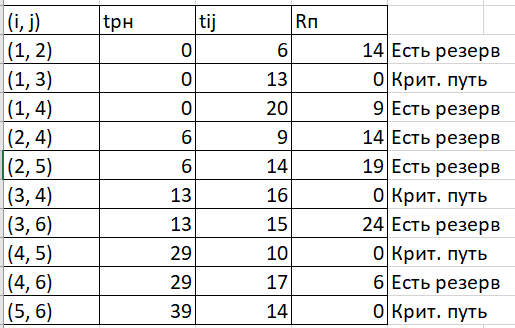 (i, j) tрн tij Rп
(1, 2) 0 6 14 Есть резерв
(1, 3) 0 13 0 Крит. путь
(1, 4) 0 20 9 Есть резерв
(2, 4) 6 9 14 Есть резерв
(2, 5) 6 14 19 Есть резерв
(3, 4) 13 16 0 Крит. путь
(3, 6) 13 15 24 Есть резерв
(4, 5) 29 10 0 Крит. путь
(4, 6) 29 17 6 Есть резерв
(5, 6) 39 14 0 Крит. путь